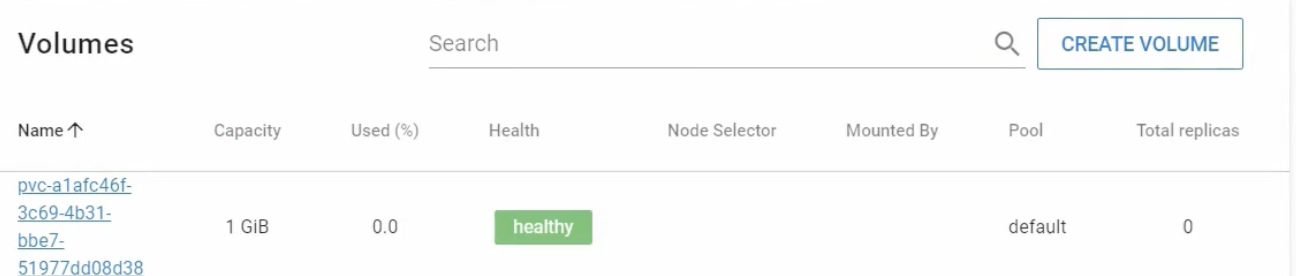 Volumes
Search
CREATE VOLUME
Name Capacity Used (%) Health Node Selector Mounted By Pool Total replicas
pvc-a1afc46f-
3c69-4b31-
bbe7-
51977dd08d38
1 GiB 0.0 healthy default 0